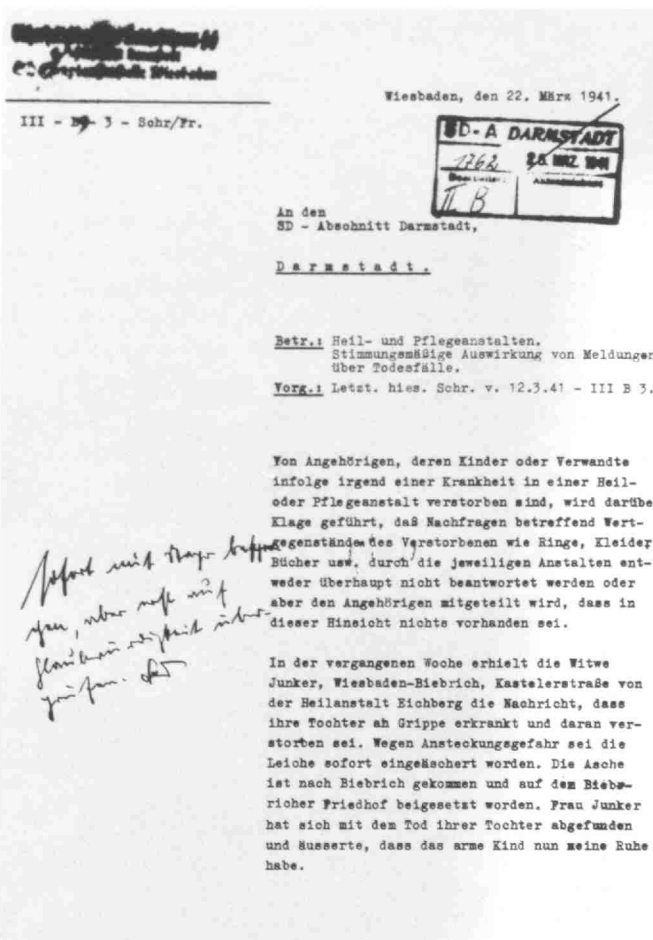 Wiesbaden, den 22. März 1941.
III - 3 - Schr/Fr.
SD-A DARMSTADT
1762 26. MRZ. 1941
II B
An den
SD - Abschnitt Darmstadt,
Darmstadt.
Betr.: Heil- und Pflegeanstalten.
Stimmungsmäßige Auswirkung von Meldungen
über Todesfälle.
Vorg.: Letzt. hies. Schr. v. 12.3.41 - III B 3.
Von Angehörigen, deren Kinder oder Verwandte
infolge irgend einer Krankheit in einer Heil-
oder Pflegeanstalt verstorben sind, wird darübe
Klage geführt, daß Nachfragen betreffend Wert-
gegenstände des Verstorbenen wie Ringe, Kleider
Bücher usw. durch die jeweiligen Anstalten ent-
weder überhaupt nicht beantwortet werden oder
aber den Angehörigen mitgeteilt wird, dass in
dieser Hinsicht nichts vorhanden sei.
sofort mit
In der vergangenen Woche erhielt die Witwe
Junker, Wiesbaden-Biebrich, Kastelerstraße von
der Heilanstalt Eichberg die Nachricht, dass
ihre Tochter ah Grippe erkrankt und daran ver-
storben sei. Wegen Ansteckungsgefahr sei die
Leiche sofort eingeäschert worden. Die Asche
ist nach Biebrich gekommen und auf dem Bieb-
richer Friedhof beigesetzt worden. Frau Junker
hat sich mit dem Tod ihrer Tochter abgefunden
und äusserte, dass das arme Kind nun seine Ruhe
habe.